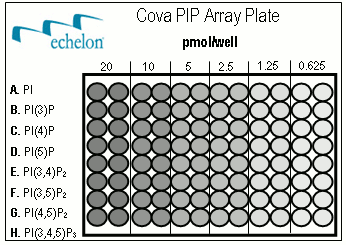 echelon
Cova PIP Array Plate
pmol/well
20 10 5 2.5 1.25 0.625
A. PI
B. PI(3)P
C. PI(4)P
D. PI(5)P
E. PI(3,4)P₂
F. PI(3,5)P₂
G. PI(4,5)P₂
H. PI(3,4,5)P₃